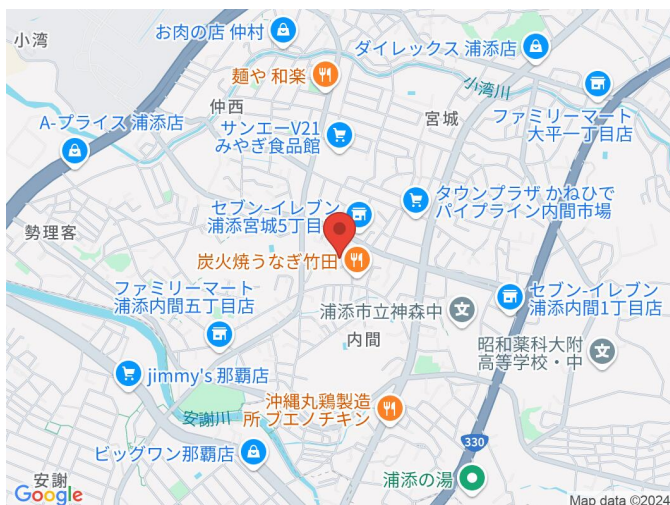 小湾
お肉の店 仲村
ダイレックス 浦添店
麺や 和楽
小湾川
仲西
宮城
ファミリーマート
大平一丁目店
A-プライス 浦添店
サンエーV21
みやぎ食品館
タウンプラザ かねひで
パイプライン内間市場
セブン-イレブン
浦添宮城5丁目
勢理客
炭火焼うなぎ竹田
ファミリーマート
浦添内間五丁目店
セブン-イレブン
浦添内間1丁目店
浦添市立神森中
内間
昭和薬科大附
高等学校・中
jimmy's 那覇店
沖縄丸鶏製造
所 ブエノチキン
安謝川
330
ビッグワン那覇店
浦添の湯
安謝
Google
Map data ©2024